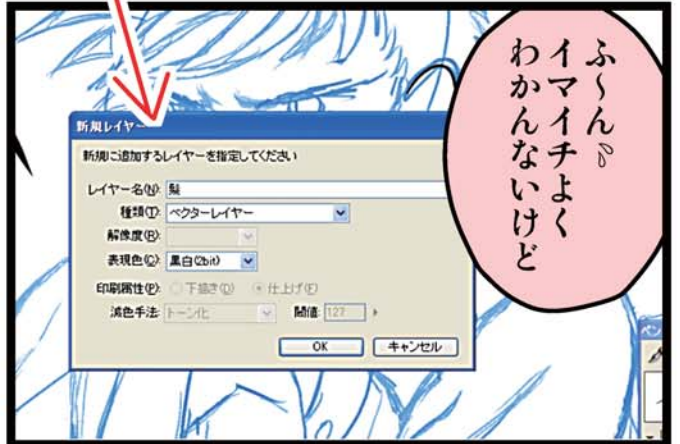 ふ～ん
イマイチよく
わかんないけど
新規レイヤー
新規に追加するレイヤーを指定してください
レイヤー名(N): 髪
種類(T): ベクターレイヤー
解像度(R):
表現色(C): 黒白(2bit)
印刷属性(P): 下描き(D) 仕上げ(F)
減色手法: トーン化 閾値: 127
OK キャンセル
ペン